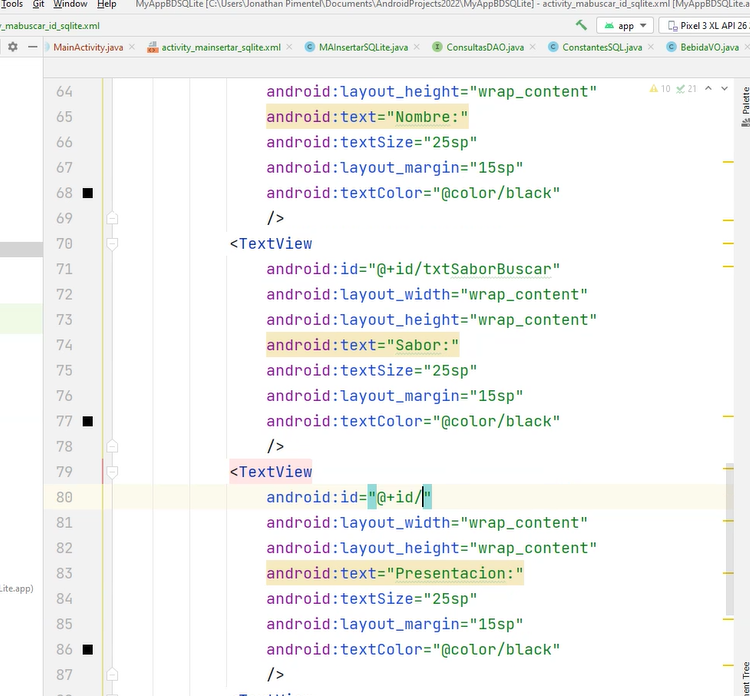 Tools Git Window Help MyAppBDSQLite [C:\Users\Jonathan Pimentel\Documents\AndroidProjects2022\MyAppBDSQLite] - activity_mabuscar_id_sqlite.xml [MyAppBDSQLite.a
_mabuscar_id_sqlite.xml app Pixel 3 XL API 26
MainActivity.java activity_mainsertar_sqlite.xml MAInsertarSQLite.java ConsultasDAO.java ConstantesSQL.java BebidaVO.java
64 android:layout_height="wrap_content" 10 21
65 android:text="Nombre:"
66 android:textSize="25sp"
67 android:layout_margin="15sp"
68 android:textColor="@color/black"
69 />
70 <TextView
71 android:id="@+id/txtSaborBuscar"
72 android:layout_width="wrap_content"
73 android:layout_height="wrap_content"
74 android:text="Sabor:"
75 android:textSize="25sp"
76 android:layout_margin="15sp"
77 android:textColor="@color/black"
78 />
79 <TextView
80 android:id="@+id/"
81 android:layout_width="wrap_content"
82 android:layout_height="wrap_content"
83 android:text="Presentacion:"
84 android:textSize="25sp"
85 android:layout_margin="15sp"
86 android:textColor="@color/black"
87 />
Lite.app)
Palette